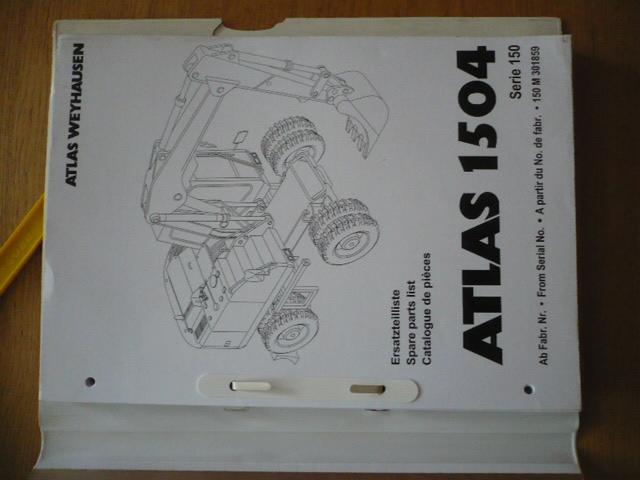 ATLAS WEYHAUSEN
Ersatzteilliste
Spare parts list
Catalogue de pièces
ATLAS 1504
Serie 150
Ab Fabr. Nr. • From Serial No. • A partir du No. de fabr. • 150 M 301859